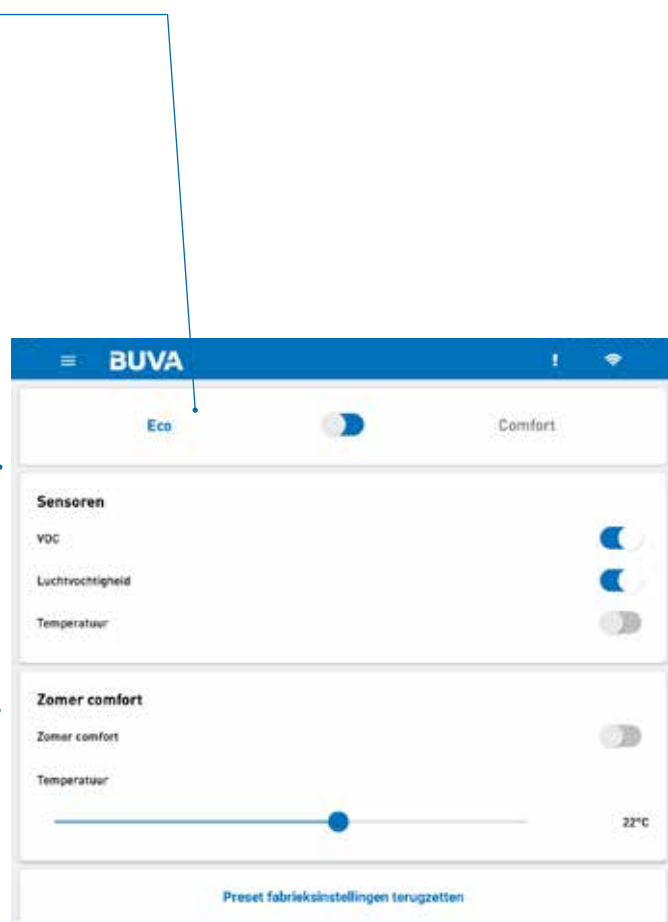 BUVA
Eco Comfort
Sensoren
VOC
Luchtvochtigheid
Temperatuur
Zomer comfort
Zomer comfort
Temperatuur
22°C
Preset fabrieksinstellingen terugzetten